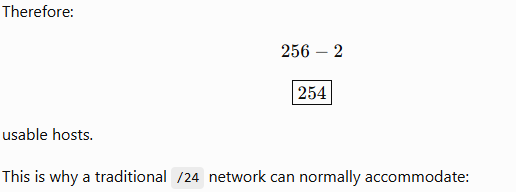 Therefore:
256 − 2
254
usable hosts.
This is why a traditional /24 network can normally accommodate: